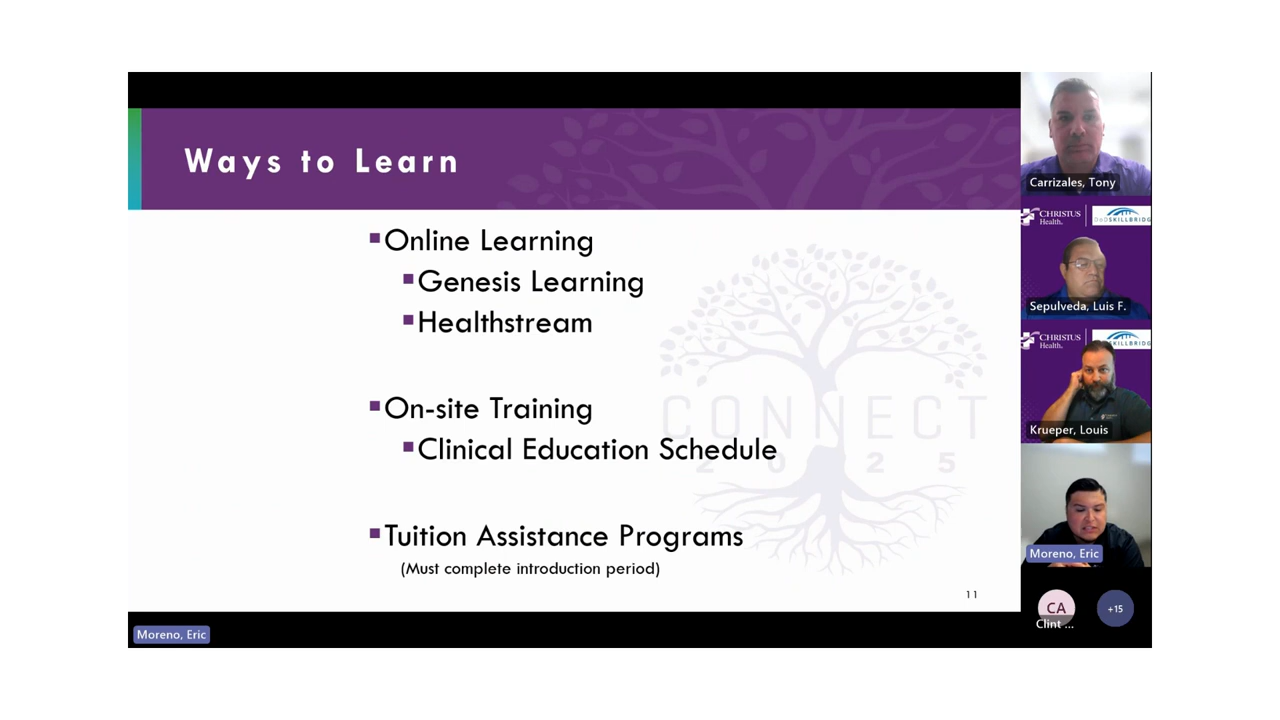 Ways to Learn
Online Learning
Genesis Learning
Healthstream
On-site Training
Clinical Education Schedule
Tuition Assistance Programs
(Must complete introduction period)
CONNECT
2025
11
Moreno, Eric
Carrizales, Tony
CHRISTUS
Health.
DoDSKILLBRIDG
Sepulveda, Luis F.
CHRISTUS
Health.
SKILLBRIDG
Krueper, Louis
Moreno, Eric
CA
Clint ...
+15